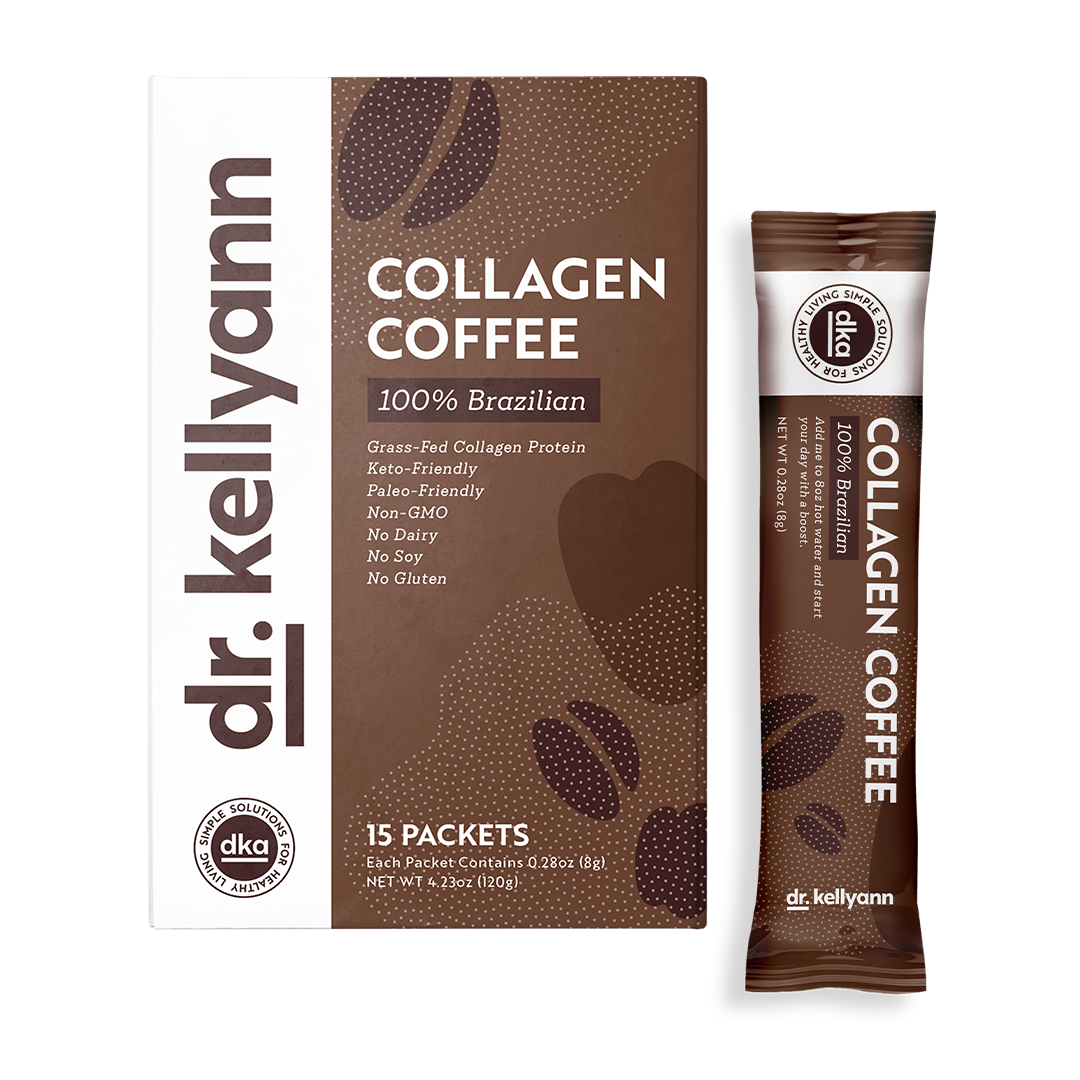 dr. kellyann
SIMPLE SOLUTIONS FOR HEALTHY LIVING
dka
COLLAGEN
COFFEE
100% Brazilian
Grass-Fed Collagen Protein
Keto-Friendly
Paleo-Friendly
Non-GMO
No Dairy
No Soy
No Gluten
15 PACKETS
Each Packet Contains 0.28oz (8g)
NET WT 4.23oz (120g)
SIMPLE SOLUTIONS FOR HEALTHY LIVING
dka
COLLAGEN COFFEE
100% Brazilian
Add me to 8oz hot water and start
your day with a boost.
NET WT 0.28oz (8g)
dr. kellyann